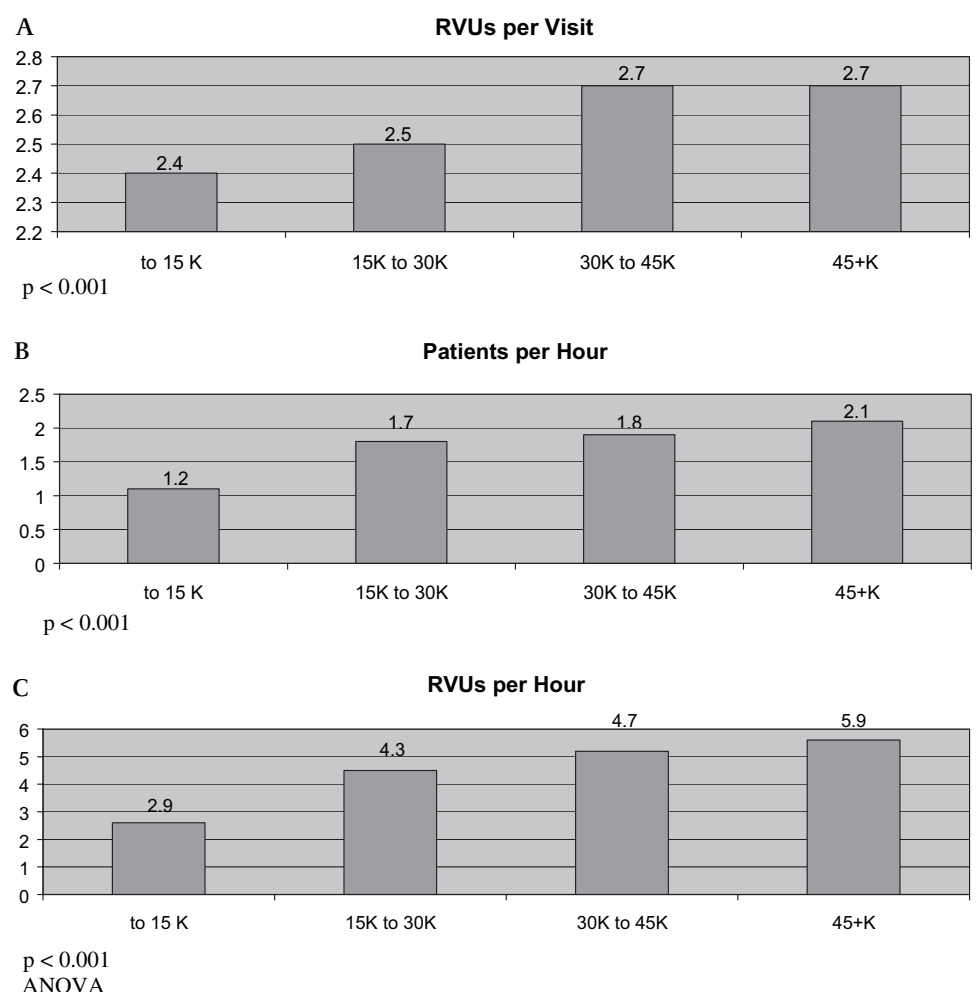 A
RVUs per Visit
2.8
2.7
2.6
2.5
2.4
2.3
2.2
2.4
2.5
2.7
2.7
to 15 K
15K to 30K
30K to 45K
45+K
p < 0.001
B
Patients per Hour
2.5
2
1.5
1
0.5
0
1.2
1.7
1.8
2.1
to 15 K
15K to 30K
30K to 45K
45+K
p < 0.001
C
RVUs per Hour
6
5
4
3
2
1
0
2.9
4.3
4.7
5.9
to 15 K
15K to 30K
30K to 45K
45+K
p < 0.001
ANOVA